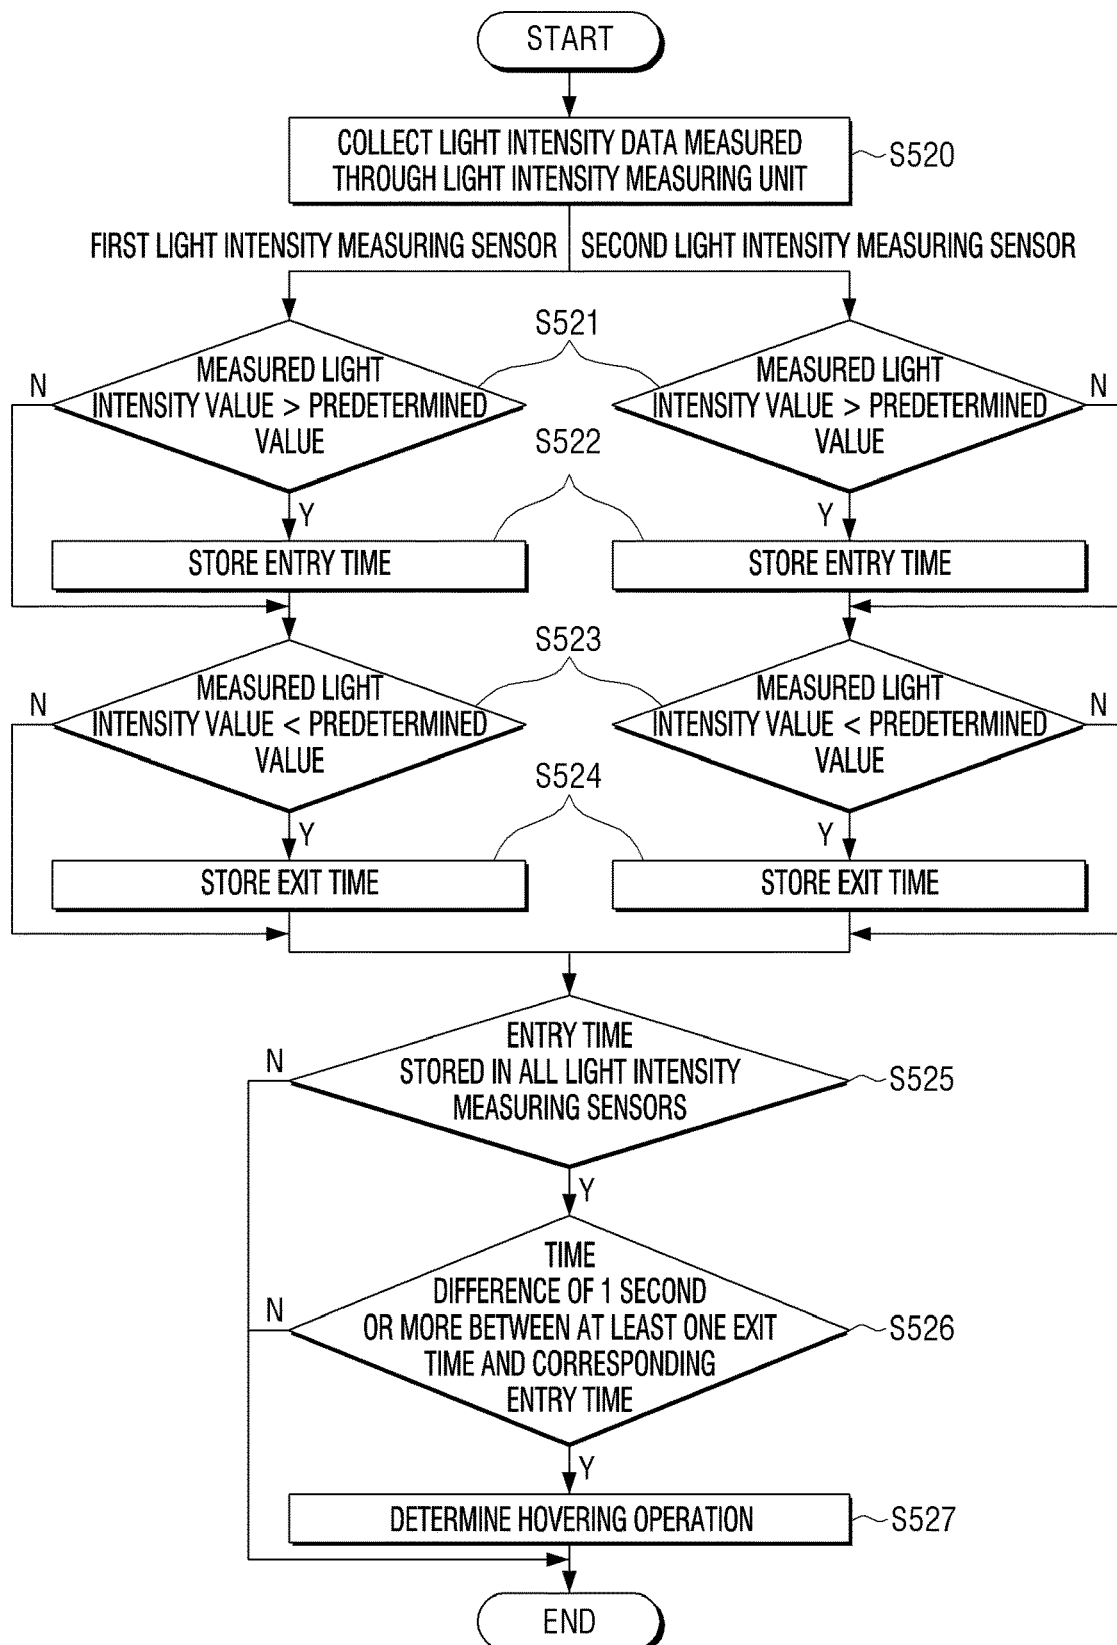 START
COLLECT LIGHT INTENSITY DATA MEASURED
THROUGH LIGHT INTENSITY MEASURING UNIT
S520
FIRST LIGHT INTENSITY MEASURING SENSOR
SECOND LIGHT INTENSITY MEASURING SENSOR
S521
N
MEASURED LIGHT
INTENSITY VALUE > PREDETERMINED
VALUE
MEASURED LIGHT
INTENSITY VALUE > PREDETERMINED
VALUE
N
S522
Y
Y
STORE ENTRY TIME
STORE ENTRY TIME
S523
N
MEASURED LIGHT
INTENSITY VALUE < PREDETERMINED
VALUE
MEASURED LIGHT
INTENSITY VALUE < PREDETERMINED
VALUE
N
S524
Y
Y
STORE EXIT TIME
STORE EXIT TIME
N
ENTRY TIME
STORED IN ALL LIGHT INTENSITY
MEASURING SENSORS
S525
Y
N
TIME
DIFFERENCE OF 1 SECOND
OR MORE BETWEEN AT LEAST ONE EXIT
TIME AND CORRESPONDING
ENTRY TIME
S526
Y
DETERMINE HOVERING OPERATION
S527
END